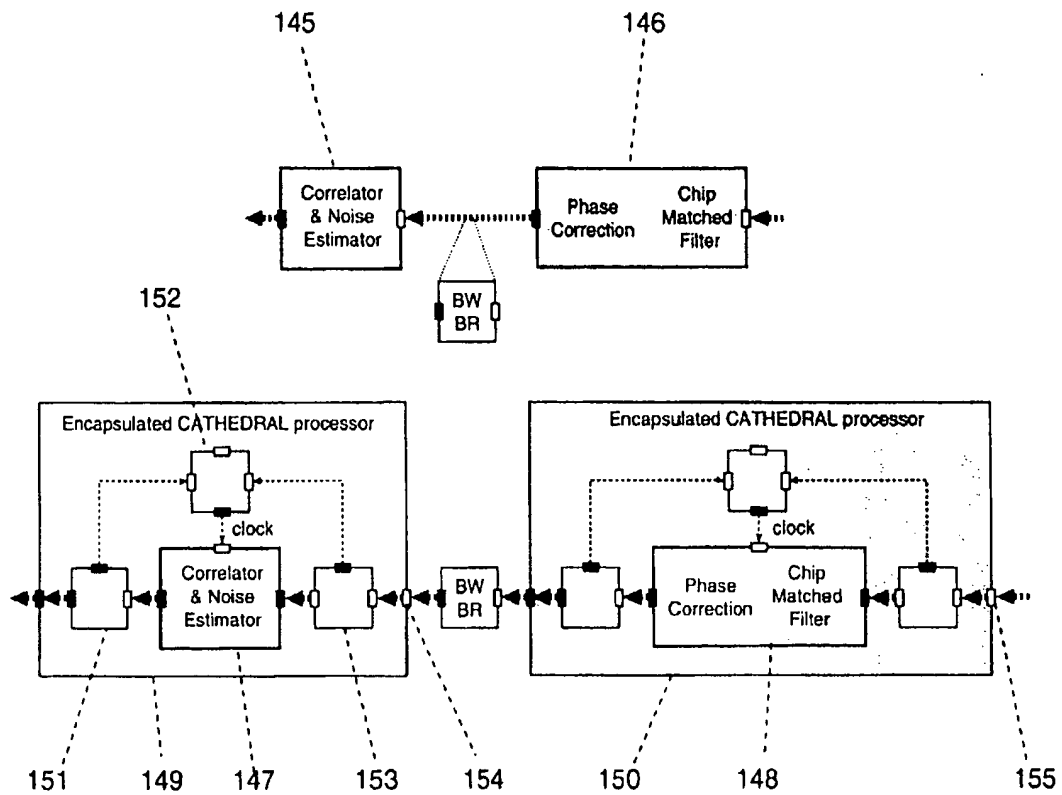 145
146
Correlator
& Noise
Estimator
Phase
Correction
Chip
Matched
Filter
BW
BR
152
Encapsulated CATHEDRAL processor
Encapsulated CATHEDRAL processor
clock
clock
Correlator
& Noise
Estimator
BW
BR
Phase
Correction
Chip
Matched
Filter
151
149
147
153
154
150
148
155